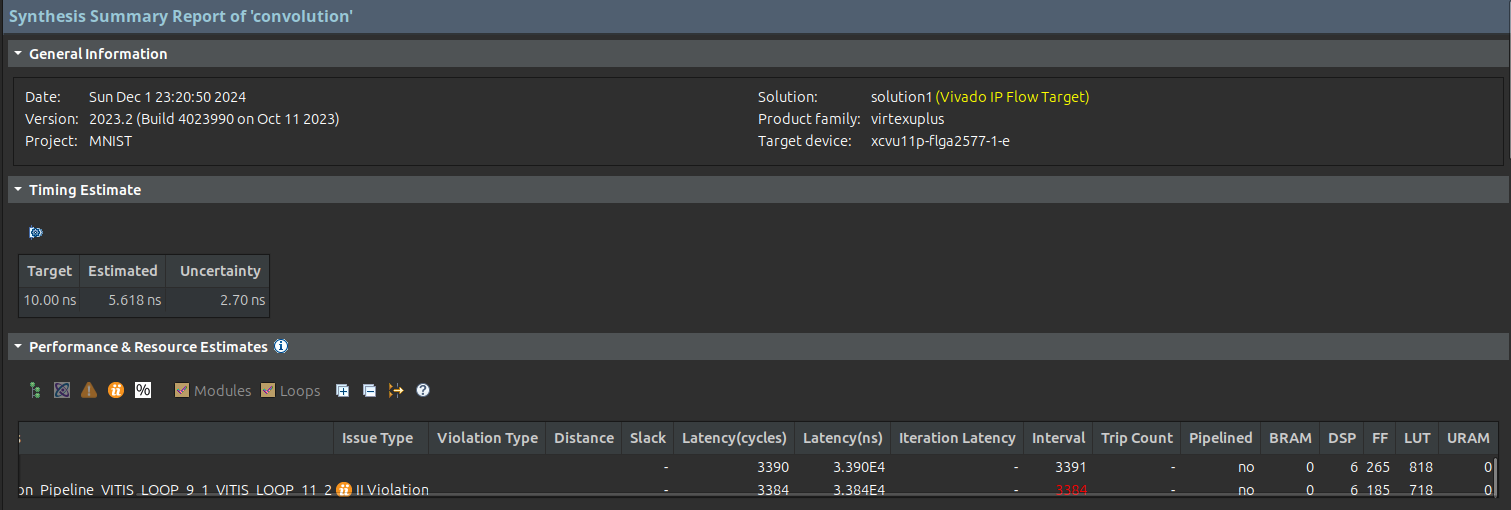 Synthesis Summary Report of 'convolution'
General Information
Date: Sun Dec 1 23:20:50 2024 Solution: solution1 (Vivado IP Flow Target)
Version: 2023.2 (Build 4023990 on Oct 11 2023) Product family: virtexuplus
Project: MNIST Target device: xcvu11p-flga2577-1-e
Timing Estimate
Target Estimated Uncertainty
10.00 ns 5.618 ns 2.70 ns
Performance & Resource Estimates
% Modules Loops
Issue Type Violation Type Distance Slack Latency(cycles) Latency(ns) Iteration Latency Interval Trip Count Pipelined BRAM DSP FF LUT URAM
- 3390 3.390E4 - 3391 - no 0 6 265 818 0
on_Pipeline_VITIS_LOOP_9_1_VITIS_LOOP_11_2 II Violation - 3384 3.384E4 - 3384 - no 0 6 185 718 0